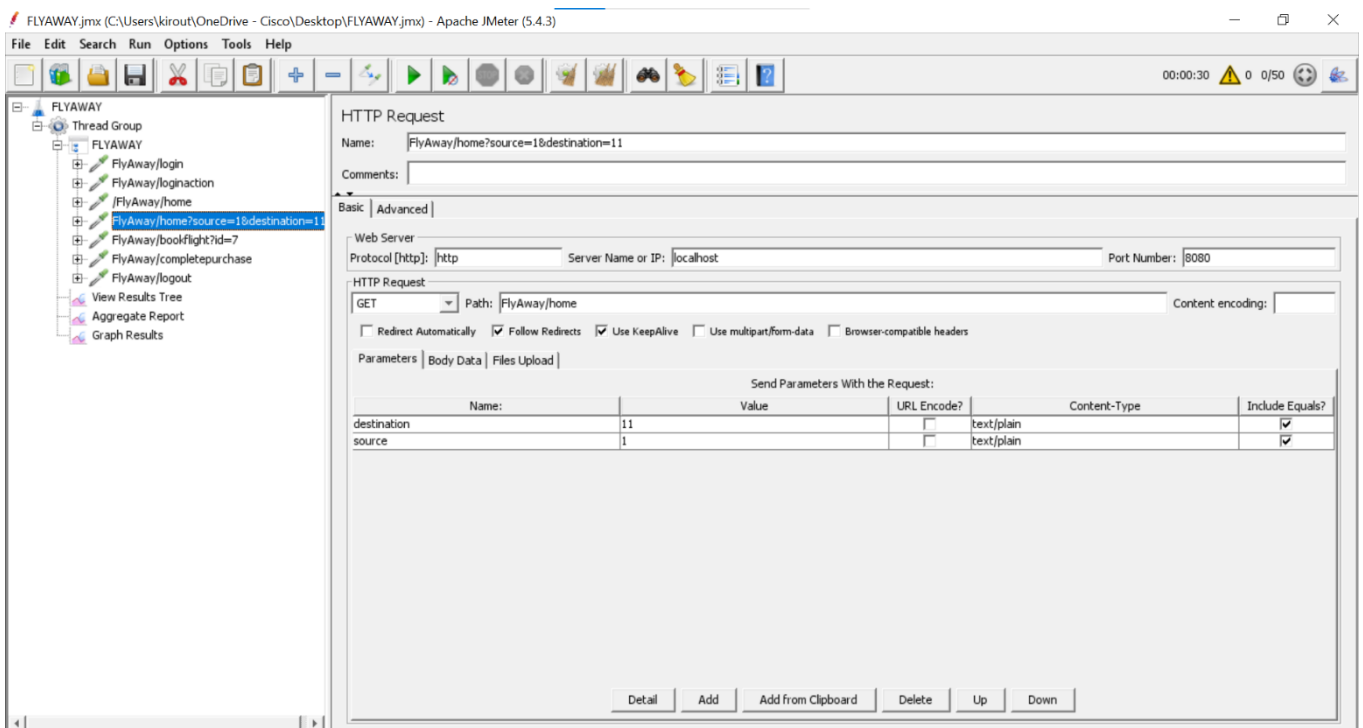 FLYAWAY.jmx (C:\Users\kirout\OneDrive - Cisco\Desktop\FLYAWAY.jmx) - Apache JMeter (5.4.3)
File Edit Search Run Options Tools Help
00:00:30 0 0/50
FLYAWAY
Thread Group
FLYAWAY
FlyAway/login
FlyAway/loginaction
/FlyAway/home
FlyAway/home?source=1&destination=11
FlyAway/bookflight?id=7
FlyAway/completepurchase
FlyAway/logout
View Results Tree
Aggregate Report
Graph Results
HTTP Request
Name: FlyAway/home?source=1&destination=11
Comments:
Basic Advanced
Web Server
Protocol [http]: http Server Name or IP: localhost Port Number: 8080
HTTP Request
GET Path: FlyAway/home Content encoding:
Redirect Automatically Follow Redirects Use KeepAlive Use multipart/form-data Browser-compatible headers
Parameters Body Data Files Upload
Send Parameters With the Request:
Name: Value URL Encode? Content-Type Include Equals?
destination 11 text/plain
source 1 text/plain
Detail Add Add from Clipboard Delete Up Down